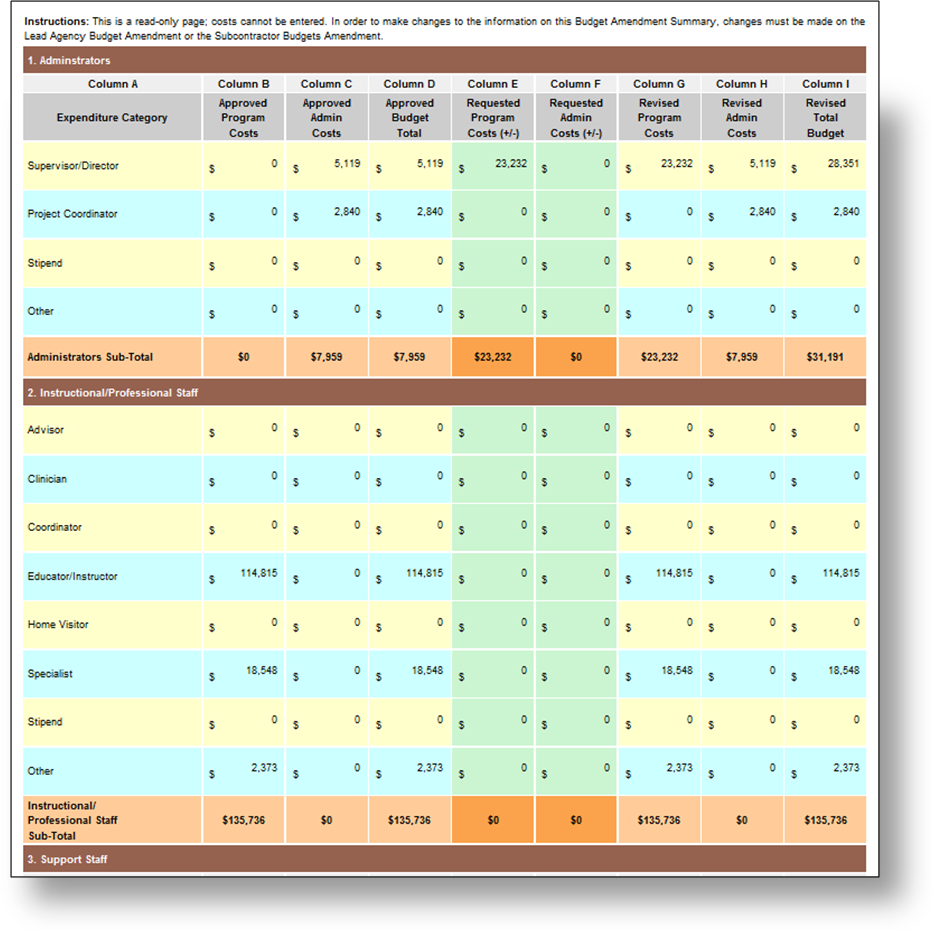 Instructions: This is a read-only page; costs cannot be entered. In order to make changes to the information on this Budget Amendment Summary, changes must be made on the
Lead Agency Budget Amendment or the Subcontractor Budgets Amendment.
1. Adminstrators
Column A Column B Column C Column D Column E Column F Column G Column H Column I
Expenditure Category Approved Program Costs Approved Admin Costs Approved Budget Total Requested Program Costs (+/-) Requested Admin Costs (+/-) Revised Program Costs Revised Admin Costs Revised Total Budget
Supervisor/Director $ 0 $ 5,119 $ 5,119 $ 23,232 $ 0 $ 23,232 $ 5,119 $ 28,351
Project Coordinator $ 0 $ 2,840 $ 2,840 $ 0 $ 0 $ 0 $ 2,840 $ 2,840
Stipend $ 0 $ 0 $ 0 $ 0 $ 0 $ 0 $ 0 $ 0
Other $ 0 $ 0 $ 0 $ 0 $ 0 $ 0 $ 0 $ 0
Administrators Sub-Total $0 $7,959 $7,959 $23,232 $0 $23,232 $7,959 $31,191
2. Instructional/Professional Staff
Advisor $ 0 $ 0 $ 0 $ 0 $ 0 $ 0 $ 0 $ 0
Clinician $ 0 $ 0 $ 0 $ 0 $ 0 $ 0 $ 0 $ 0
Coordinator $ 0 $ 0 $ 0 $ 0 $ 0 $ 0 $ 0 $ 0
Educator/Instructor $ 114,815 $ 0 $ 114,815 $ 0 $ 0 $ 114,815 $ 0 $ 114,815
Home Visitor $ 0 $ 0 $ 0 $ 0 $ 0 $ 0 $ 0 $ 0
Specialist $ 18,548 $ 0 $ 18,548 $ 0 $ 0 $ 18,548 $ 0 $ 18,548
Stipend $ 0 $ 0 $ 0 $ 0 $ 0 $ 0 $ 0 $ 0
Other $ 2,373 $ 0 $ 2,373 $ 0 $ 0 $ 2,373 $ 0 $ 2,373
Instructional/
Professional Staff $135,736 $0 $135,736 $0 $0 $135,736 $0 $135,736
Sub-Total
3. Support Staff